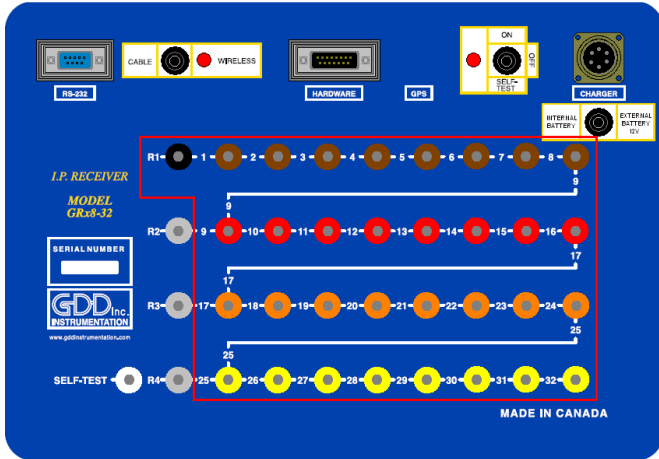 ON
OFF
CABLE
WIRELESS
SELF-
TEST
RS-232
HARDWARE
GPS
CHARGER
INTERNAL
BATTERY
EXTERNAL
BATTERY
12V
R1 1 2 3 4 5 6 7 8
9
I.P. RECEIVER
MODEL
GRx8-32
9
R2 9 10 11 12 13 14 15 16
SERIAL NUMBER
17
17
GDD Inc.
INSTRUMENTATION
www.gddinstrumentation.com
R3 17 18 19 20 21 22 23 24
25
25
SELF-TEST R4 25 26 27 28 29 30 31 32
MADE IN CANADA